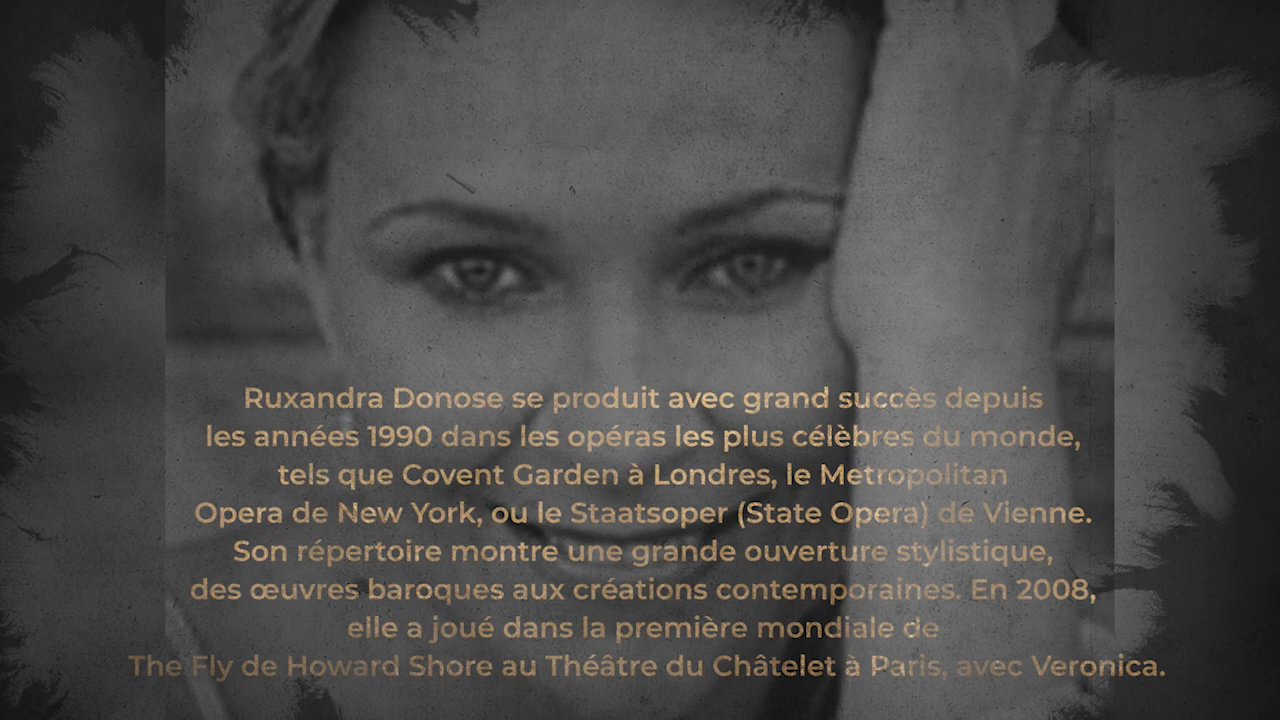 Ruxandra Donose se produit avec grand succès depuis
les années 1990 dans les opéras les plus célèbres du monde,
tels que Covent Garden à Londres, le Metropolitan
Opera de New York, ou le Staatsoper (State Opera) de Vienne.
Son répertoire montre une grande ouverture stylistique,
des œuvres baroques aux créations contemporaines. En 2008,
elle a joué dans la première mondiale de
The Fly de Howard Shore au Théâtre du Châtelet à Paris, avec Veronica.